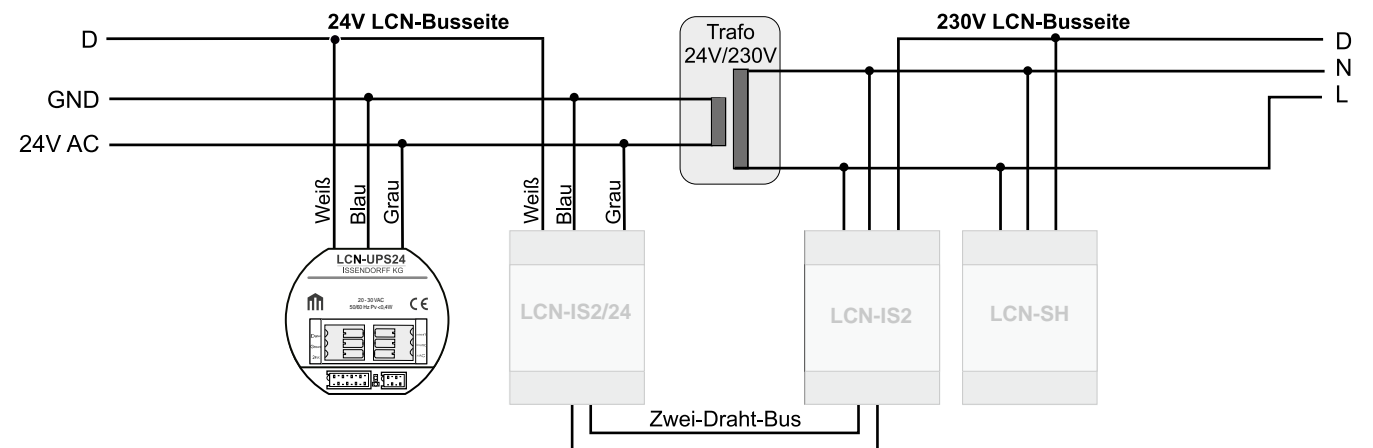 24V LCN-Busseite
230V LCN-Busseite
Trafo
24V/230V
D
GND
24V AC
D
N
L
Weiß
Blau
Grau
Weiß
Blau
Grau
LCN-UPS24
ISSENDORFF KG
20-30 VAC
50/60 Hz Pv<0,4W
CE
LCN-IS2/24
LCN-IS2
LCN-SH
Zwei-Draht-Bus